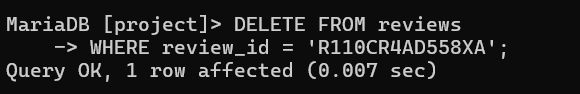 MariaDB [project]> DELETE FROM reviews
    -> WHERE review_id = 'R110CR4AD558XA';
Query OK, 1 row affected (0.007 sec)